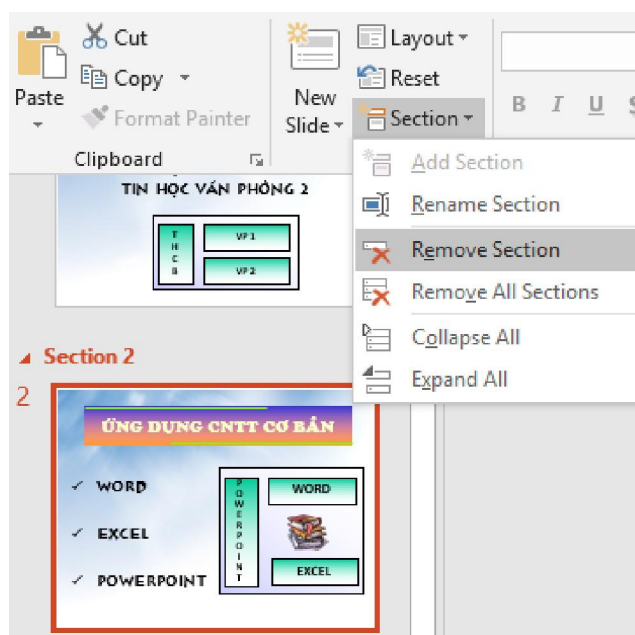 Cut
Copy
Paste
Format Painter
Clipboard
New
Slide
Layout
Reset
Section
B I U S
Add Section
Rename Section
Remove Section
Remove All Sections
Collapse All
Expand All
TIN HỌC VĂN PHÒNG 2
THCB
VP 1
VP 2
Section 2
2
ỨNG DỤNG CNTT CƠ BẢN
✓ WORD
✓ EXCEL
✓ POWERPOINT
POWERPOINT
WORD
EXCEL